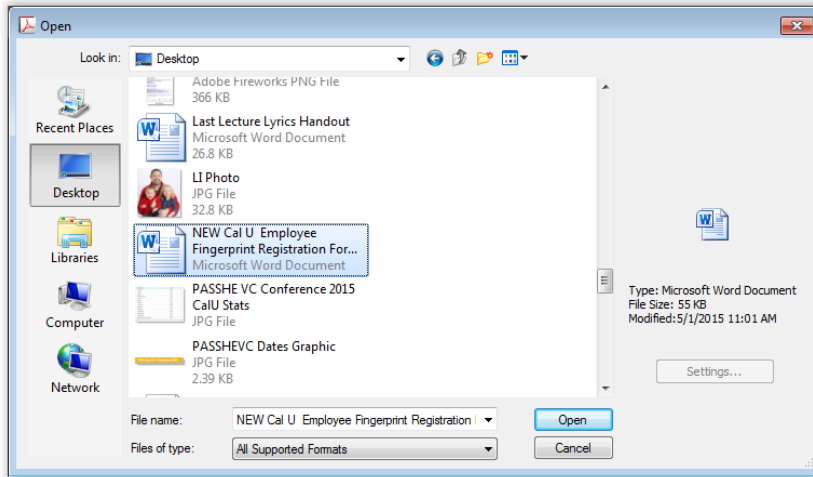 Open
Look in:
Desktop
Recent Places
Desktop
Libraries
Computer
Network
Adobe Fireworks PNG File
366 KB
Last Lecture Lyrics Handout
Microsoft Word Document
26.8 KB
LI Photo
JPG File
32.8 KB
NEW Cal U  Employee
Fingerprint Registration For...
Microsoft Word Document
PASSHE VC Conference 2015
CalU Stats
JPG File
PASSHEVC Dates Graphic
JPG File
2.39 KB
Type: Microsoft Word Document
File Size: 55 KB
Modified:5/1/2015 11:01 AM
Settings...
File name:
NEW Cal U  Employee Fingerprint Registration
Open
Files of type:
All Supported Formats
Cancel